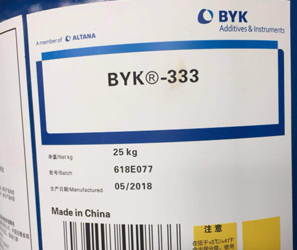 A member of ALTANA
BYK
Additives & Instruments
BYK®-333
净重/Net kg 25 kg
批号/Batch 618E077
生产日期/Manufactured 05/2018
Made in China
注意